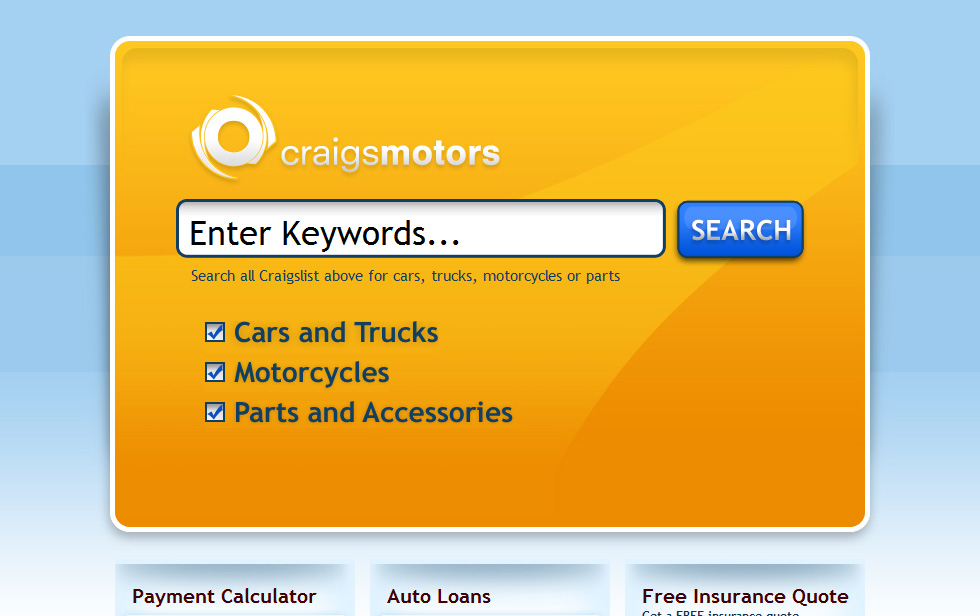 craigsmotors
Enter Keywords...
SEARCH
Search all Craigslist above for cars, trucks, motorcycles or parts
Cars and Trucks
Motorcycles
Parts and Accessories
Payment Calculator
Auto Loans
Free Insurance Quote
Get a FREE insurance quote